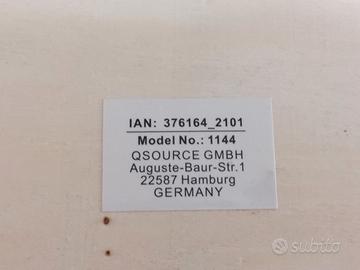 IAN: 376164_2101
Model No.: 1144
QSOURCE GMBH
Auguste-Baur-Str.1
22587 Hamburg
GERMANY
subito